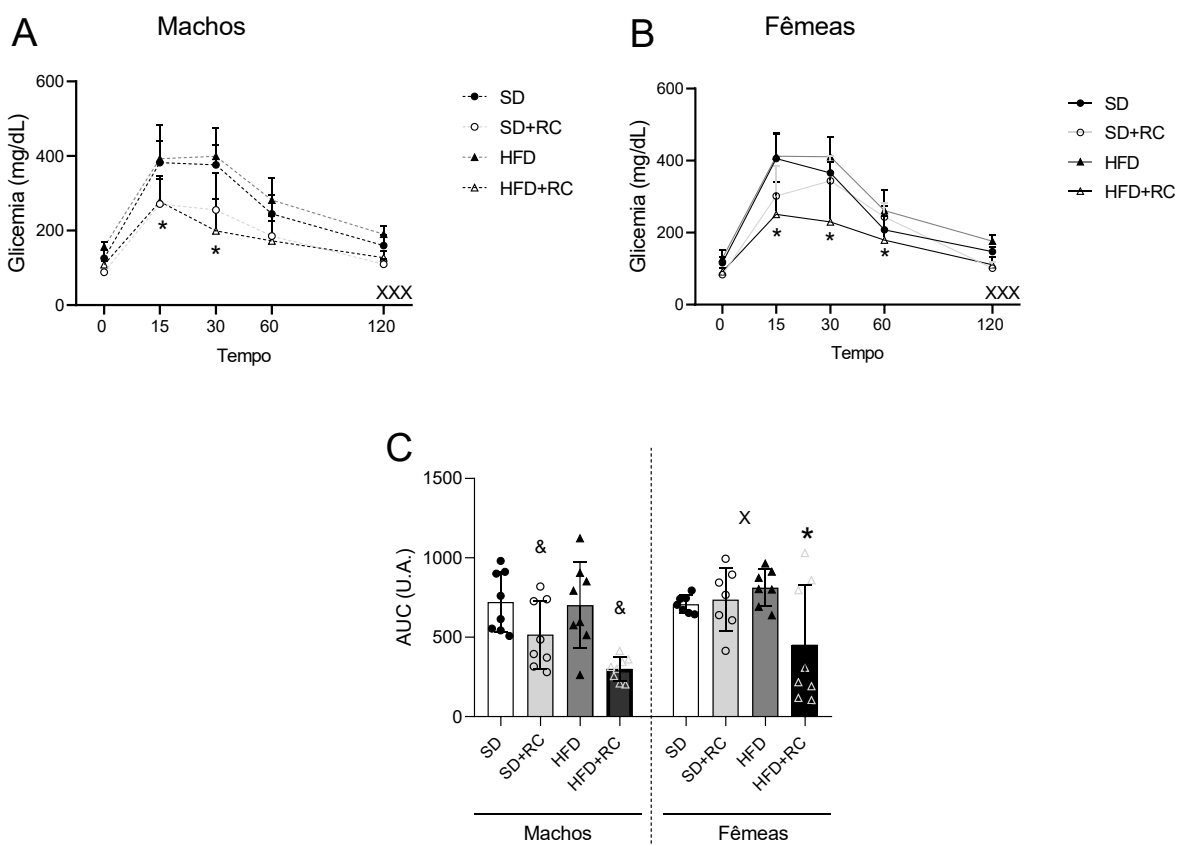 A
Machos
Glicemia (mg/dL)
600
400
200
0
0 15 30 60 120
Tempo
*
*
XXX
SD
SD+RC
HFD
HFD+RC
B
Fêmeas
Glicemia (mg/dL)
600
400
200
0
0 15 30 60 120
Tempo
*
*
*
XXX
SD
SD+RC
HFD
HFD+RC
C
AUC (U.A.)
1500
1000
500
0
&
&
X
*
SD SD+RC HFD HFD+RC SD SD+RC HFD HFD+RC
Machos Fêmeas